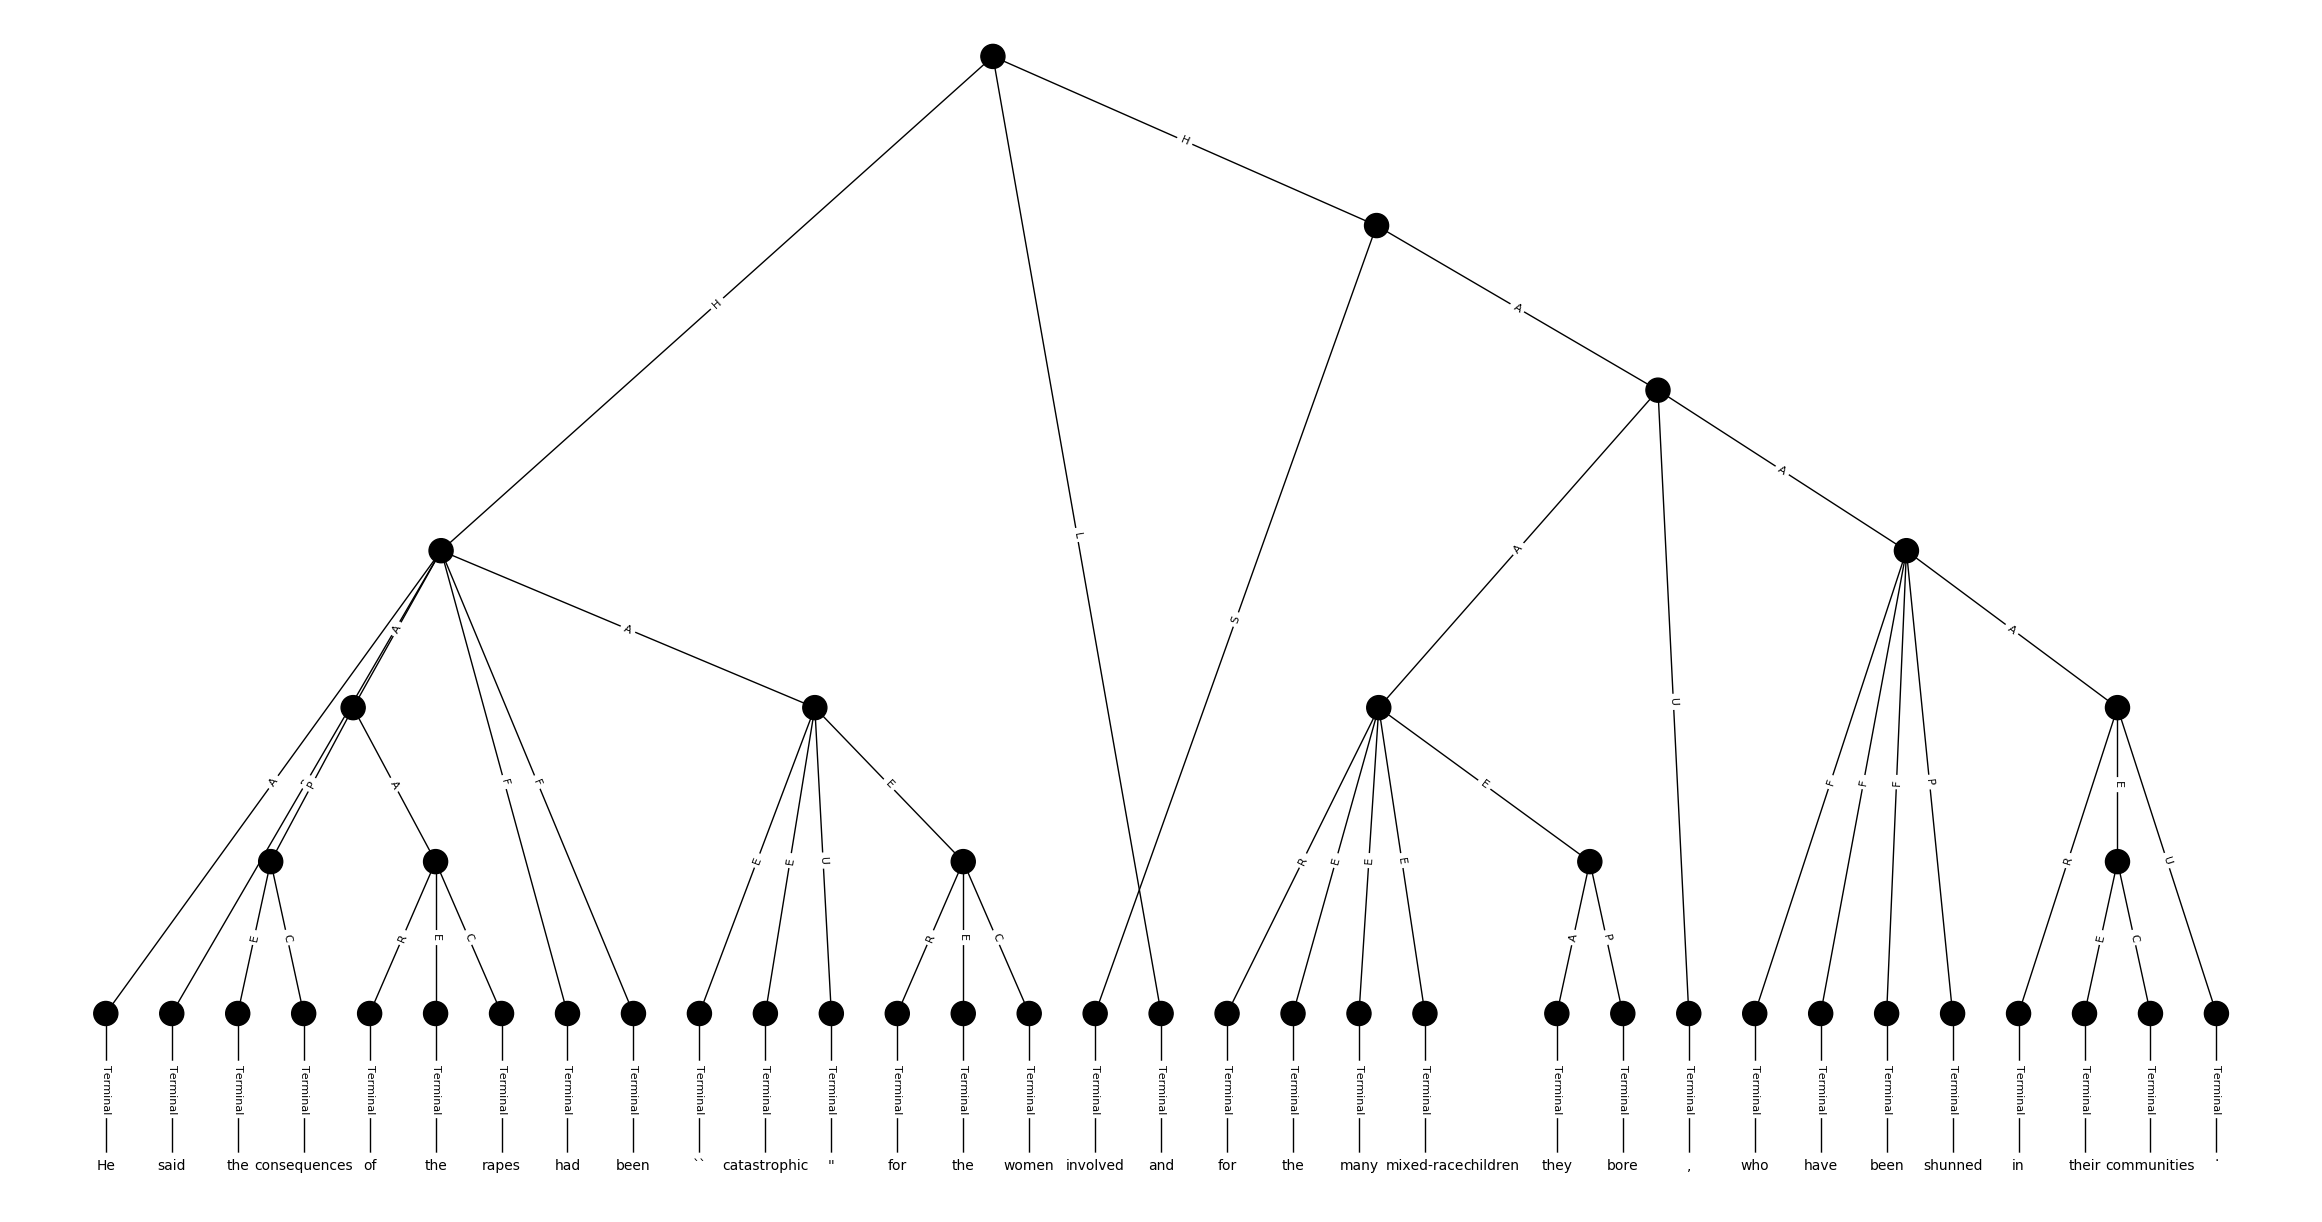 H
H
A
A
H
L
A
A
A
A
S
A
U
A
P
A
F
F
E
E
F
F
F
P
E
E
E
U
R
E
E
E
R
U
E
C
R
E
C
R
E
C
A
P
E
C
Terminal Terminal Terminal Terminal Terminal Terminal Terminal Terminal Terminal Terminal Terminal Terminal Terminal Terminal Terminal Terminal Terminal Terminal Terminal Terminal Terminal Terminal Terminal Terminal Terminal Terminal Terminal Terminal Terminal Terminal Terminal Terminal
He said the consequences of the rapes had been `` catastrophic " for the women involved and for the many mixed-race children they bore , who have been shunned in their communities .